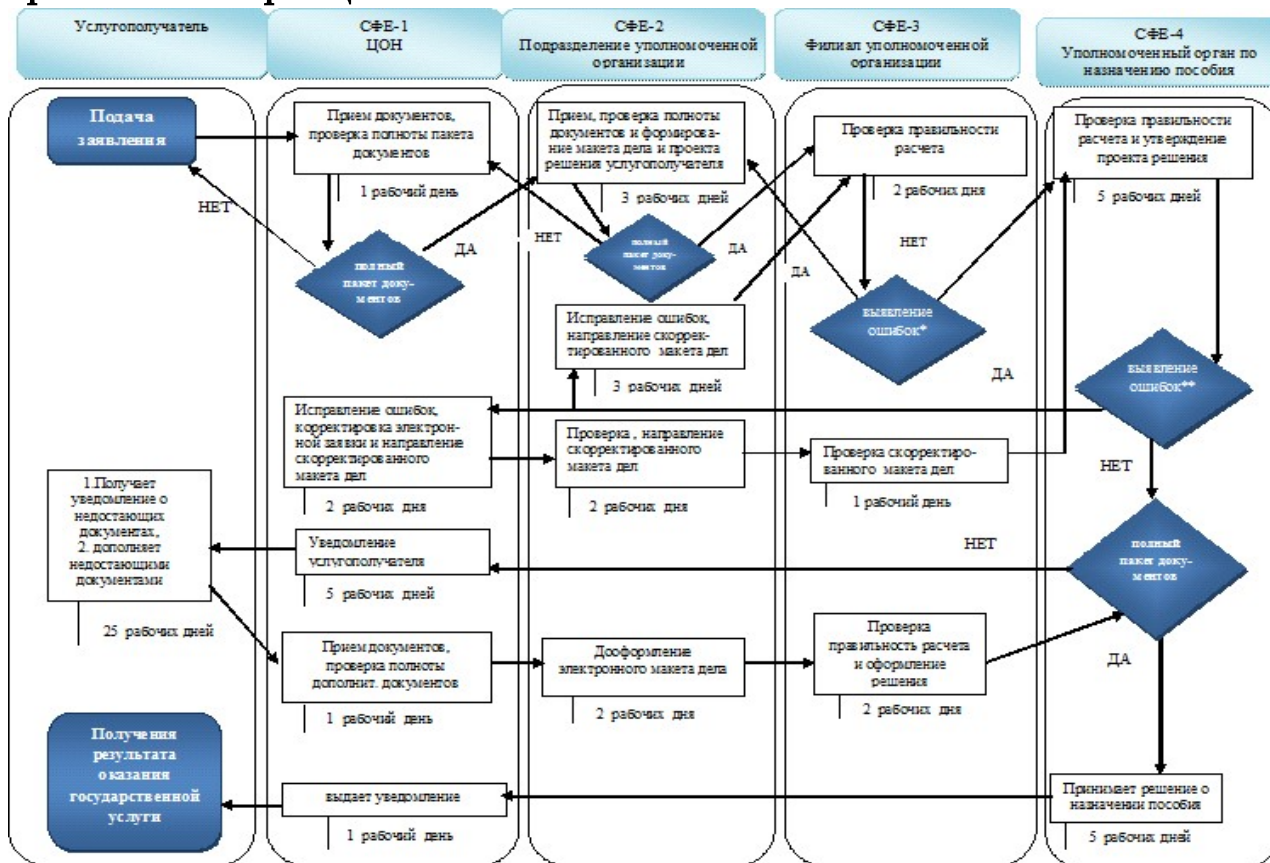 Услугополучатель
СФЕ-1
ЦОН
СФЕ-2
Подразделение уполномоченной
организации
СФЕ-3
Филиал уполномоченной
организации
СФЕ-4
Уполномоченный орган по
назначению пособия
Подача
заявления
Прием документов,
проверка полноты пакета
документов
1 рабочий день
Прием, проверка полноты
документов и формирова-
ние макета дела и проекта
решения услугополучателя
3 рабочих дней
Проверка правильности
расчета
2 рабочих дня
Проверка правильности
расчета и утверждение
проекта решения
5 рабочих дней
НЕТ
полный
пакет доку-
ментов
ДА
НЕТ
полный
пакет доку-
ментов
ДА
ДА
НЕТ
выявление
ошибок*
ДА
выявление
ошибок**
НЕТ
Исправление ошибок,
направление скоррек-
тированного макета дел
3 рабочих дней
Исправление ошибок,
корректировка электрон-
ной заявки и направление
скорректированного
макета дел
2 рабочих дня
Проверка , направление
скорректированного
макета дел
2 рабочих дня
Проверка скорректиро-
ванного макета дел
1 рабочий день
1.Получает
уведомление о
недостающих
документах,
2. дополняет
недостающими
документами
25 рабочих дней
Уведомление
услугополучателя
5 рабочих дней
НЕТ
полный
пакет доку-
ментов
ДА
Прием документов,
проверка полноты
дополнит. документов
1 рабочий день
Дооформление
электронного макета дела
2 рабочих дня
Проверка
правильность расчета
и оформление
решения
2 рабочих дня
Получения
результата
оказания
государственной
услуги
выдает уведомление
1 рабочий день
Принимает решение о
назначении пособия
5 рабочих дней